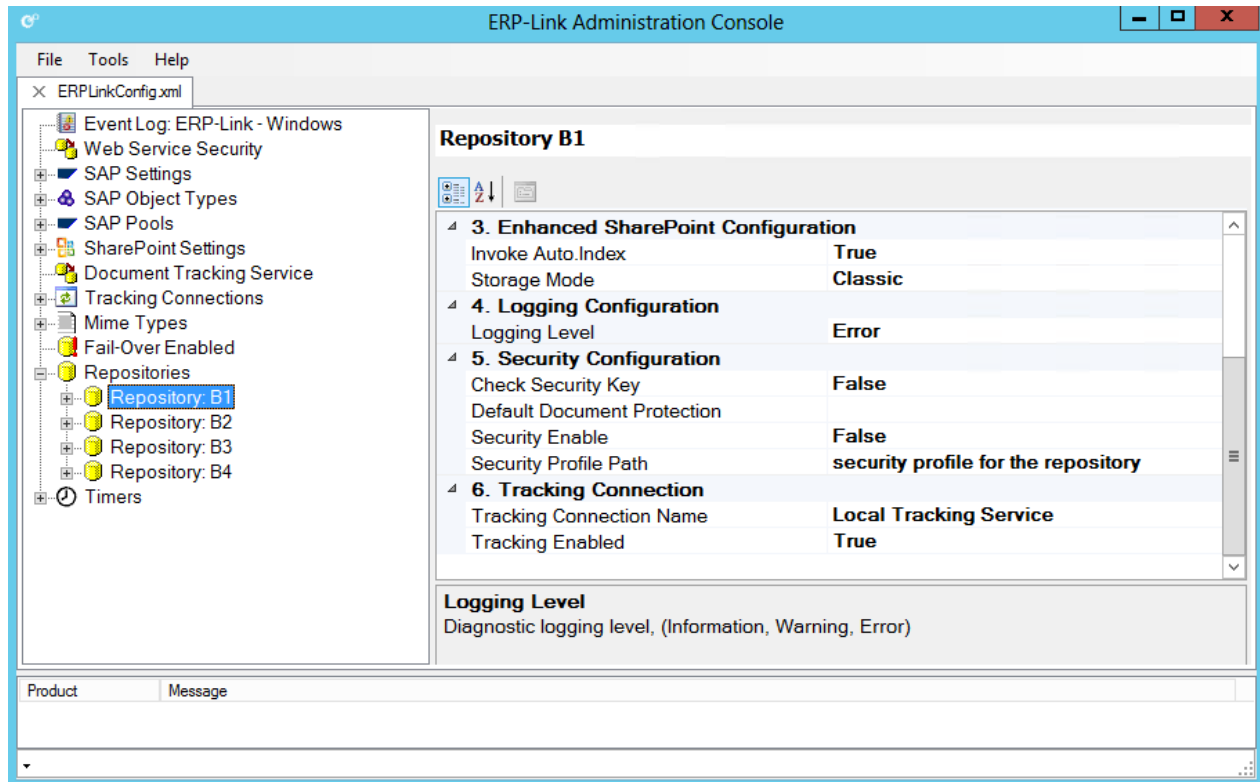 ERP-Link Administration Console
File Tools Help
ERPLinkConfig.xml
Event Log: ERP-Link - Windows
Web Service Security
SAP Settings
SAP Object Types
SAP Pools
SharePoint Settings
Document Tracking Service
Tracking Connections
Mime Types
Fail-Over Enabled
Repositories
Repository: B1
Repository: B2
Repository: B3
Repository: B4
Timers
Repository B1
3. Enhanced SharePoint Configuration
Invoke Auto.Index True
Storage Mode Classic
4. Logging Configuration
Logging Level Error
5. Security Configuration
Check Security Key False
Default Document Protection
Security Enable False
Security Profile Path security profile for the repository
6. Tracking Connection
Tracking Connection Name Local Tracking Service
Tracking Enabled True
Logging Level
Diagnostic logging level, (Information, Warning, Error)
Product Message